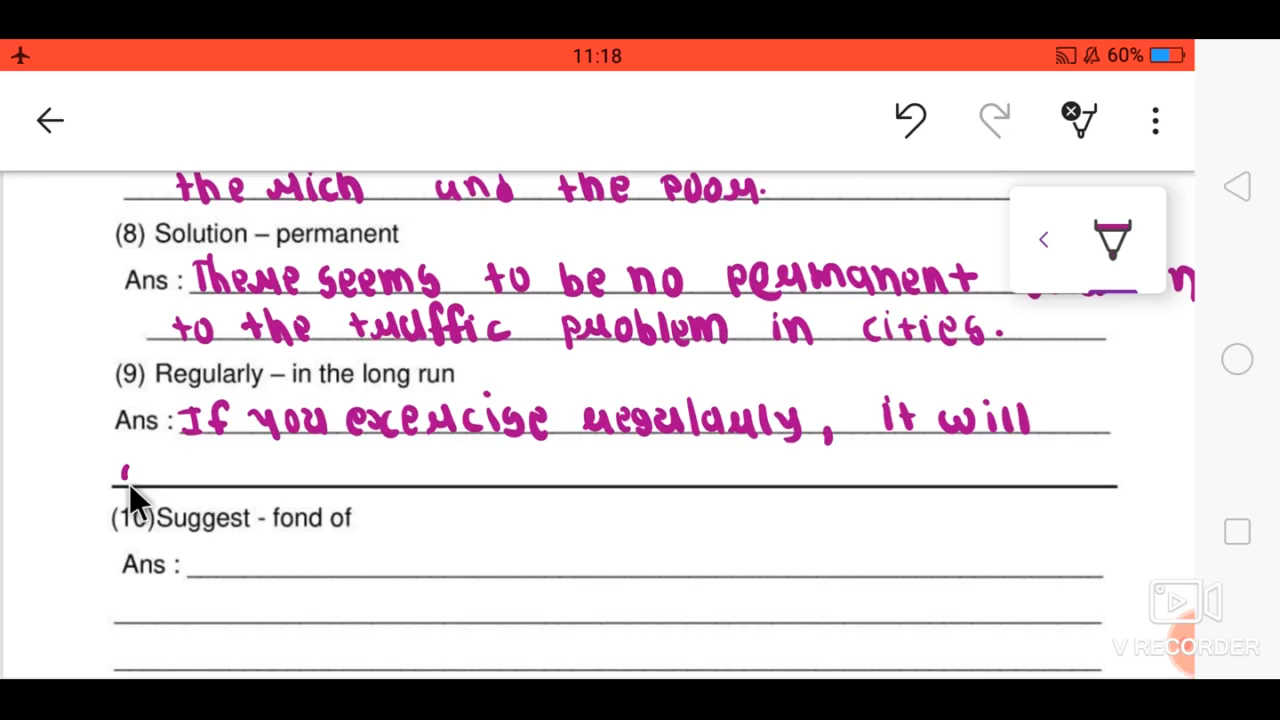 11:18
60%
the rich and the poor.
(8) Solution – permanent
Ans : There seems to be no permanent
to the traffic problem in cities.
(9) Regularly – in the long run
Ans : If you exercise regularly, it will
(10)Suggest - fond of
Ans :
V RECORDER